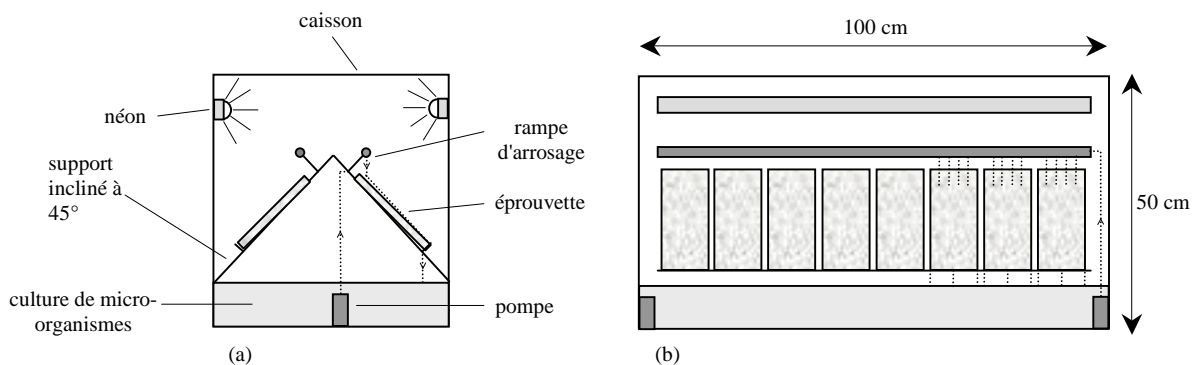 caisson
néon
support
incliné à
45°
culture de micro-
organismes
rampe
d'arrosage
éprouvette
pompe
(a)
100 cm
50 cm
(b)